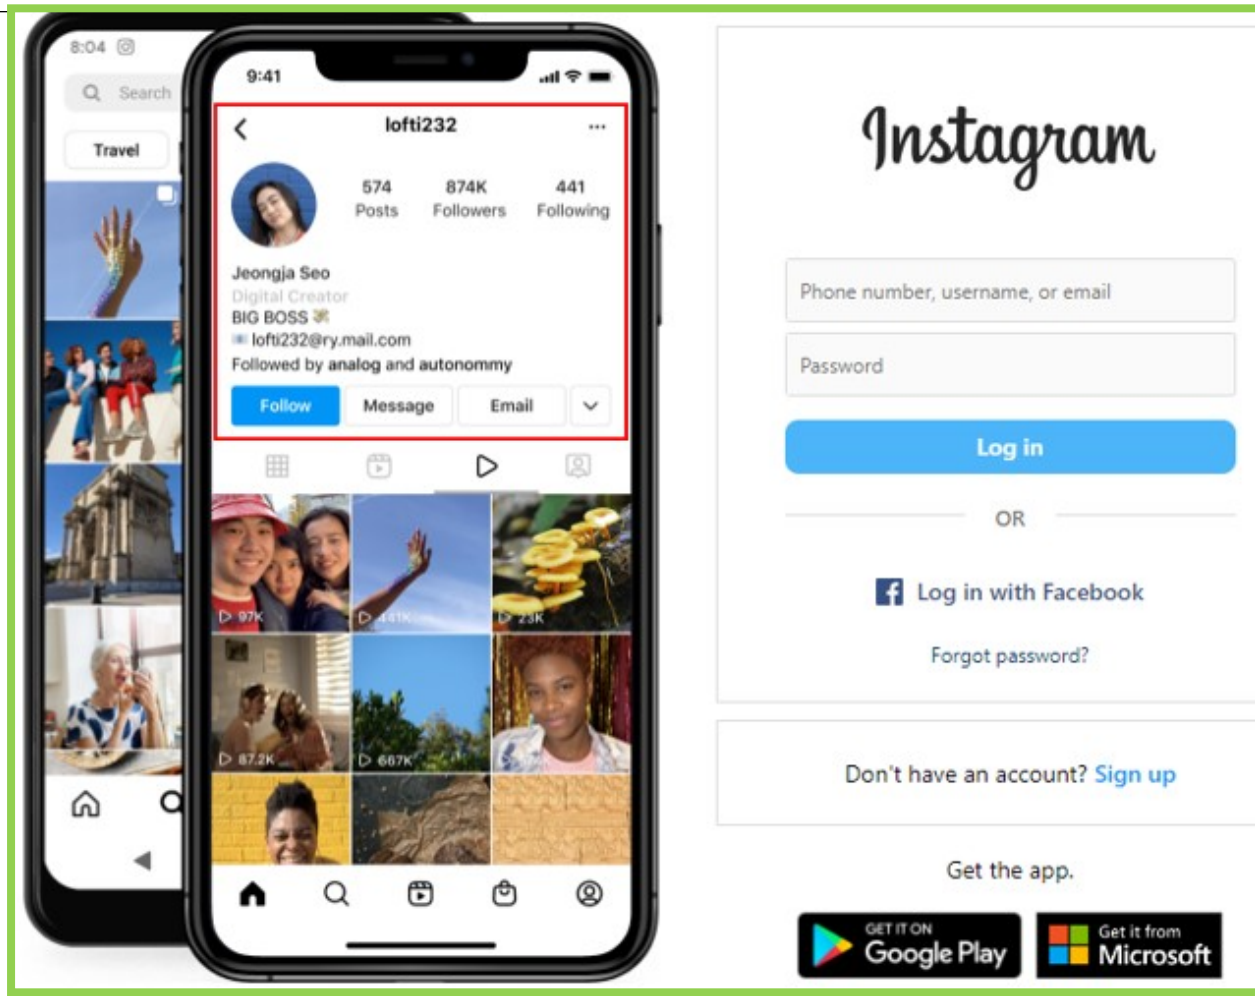 8:04
Search
Travel
9:41
lofti232
574 874K 441
Posts Followers Following
Jeongja Seo
Digital Creator
BIG BOSS 💸
📧 lofti232@ry.mail.com
Followed by analog and autonommy
Follow Message Email
97K 441K 23K
87.2K 667K
Instagram
Phone number, username, or email
Password
Log in
OR
Log in with Facebook
Forgot password?
Don't have an account? Sign up
Get the app.
GET IT ON
Google Play
Get it from
Microsoft